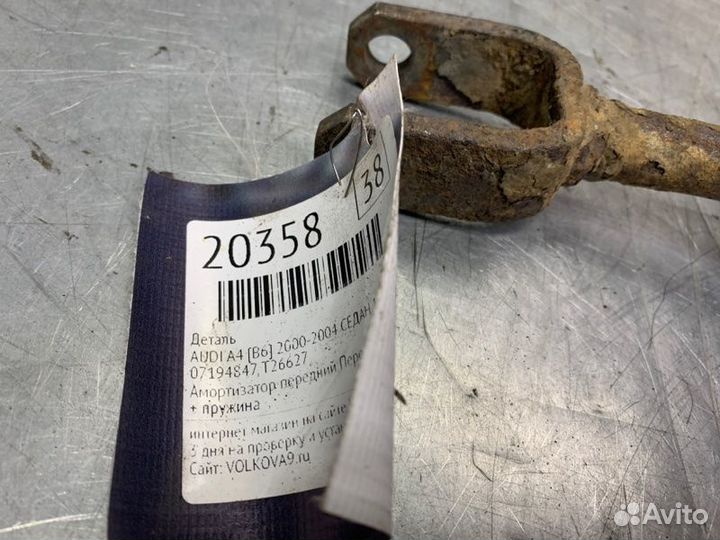 38
20358
Деталь
AUDI A4 [B6] 2000-2004 СЕДАН
07194847,T26627
Амортизатор передний
+ пружина
интернет магазин на сайте
3 дня на проверку и
Сайт: VOLKOVA9.ru
Avito